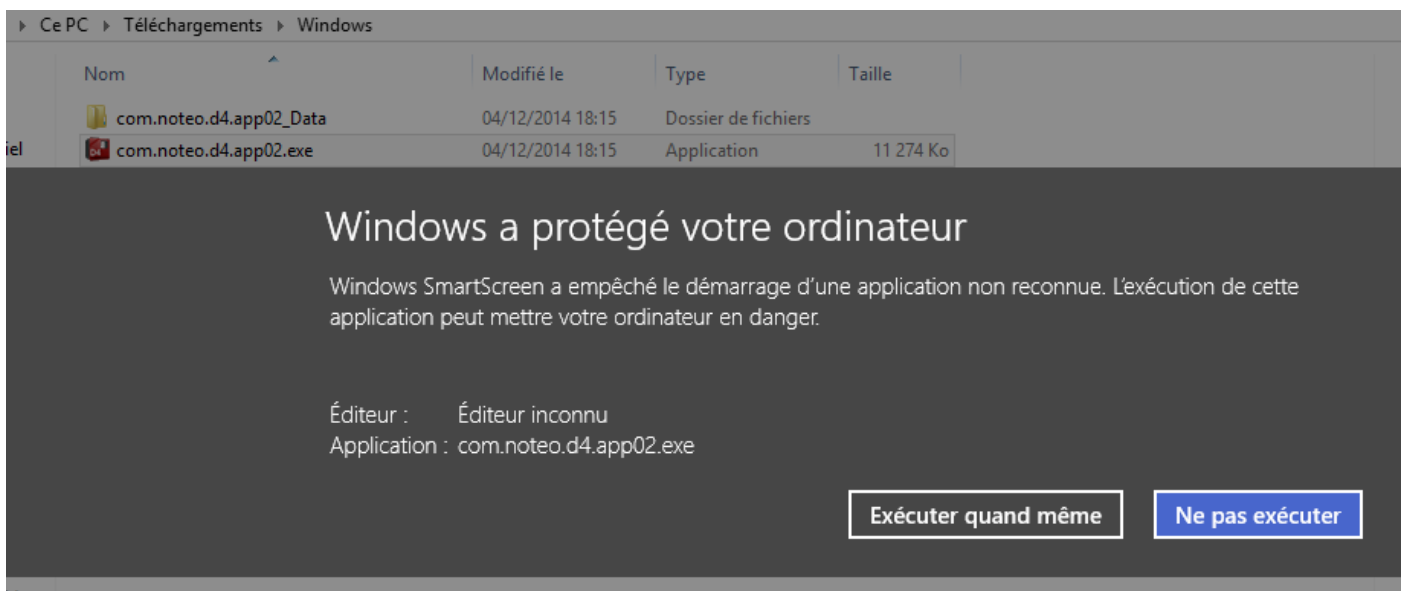 Ce PC Téléchargements Windows
Nom Modifié le Type Taille
com.noteo.d4.app02_Data 04/12/2014 18:15 Dossier de fichiers
iel com.noteo.d4.app02.exe 04/12/2014 18:15 Application 11 274 Ko
Windows a protégé votre ordinateur
Windows SmartScreen a empêché le démarrage d'une application non reconnue. L'exécution de cette
application peut mettre votre ordinateur en danger.
Éditeur : Éditeur inconnu
Application : com.noteo.d4.app02.exe
Exécuter quand même Ne pas exécuter